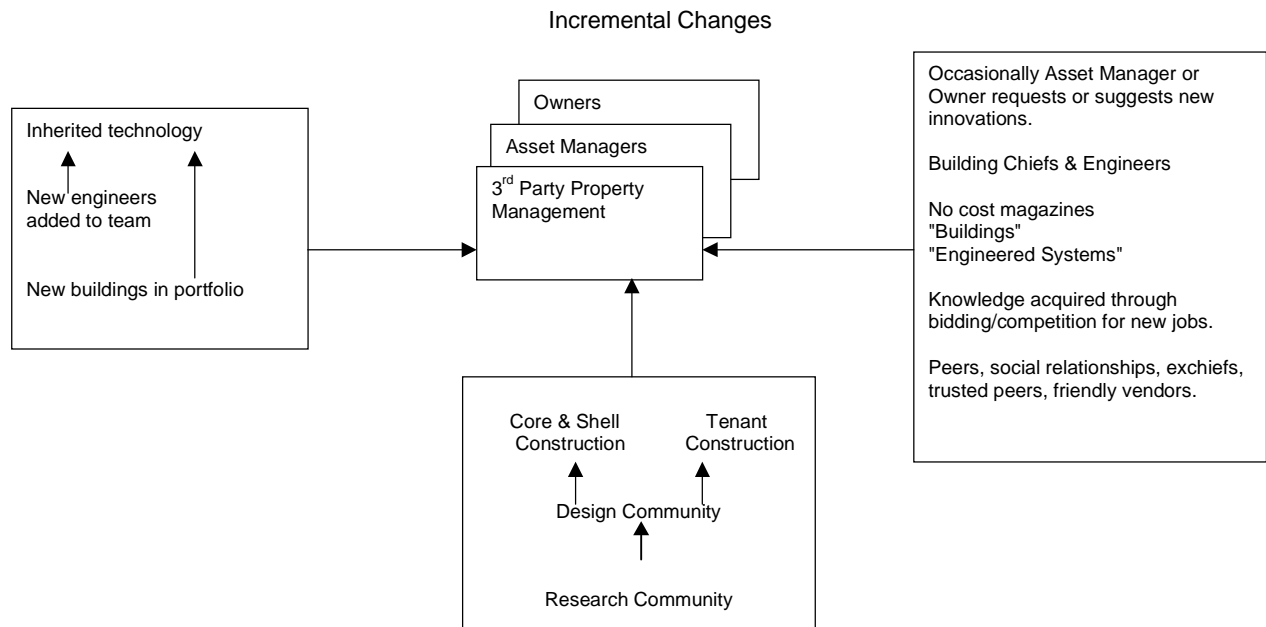 Incremental Changes
Inherited technology
New engineers
added to team
New buildings in portfolio
Owners
Asset Managers
3rd Party Property
Management
Core & Shell
Construction
Tenant
Construction
Design Community
Research Community
Occasionally Asset Manager or
Owner requests or suggests new
innovations.
Building Chiefs & Engineers
No cost magazines
"Buildings"
"Engineered Systems"
Knowledge acquired through
bidding/competition for new jobs.
Peers, social relationships, exchiefs,
trusted peers, friendly vendors.